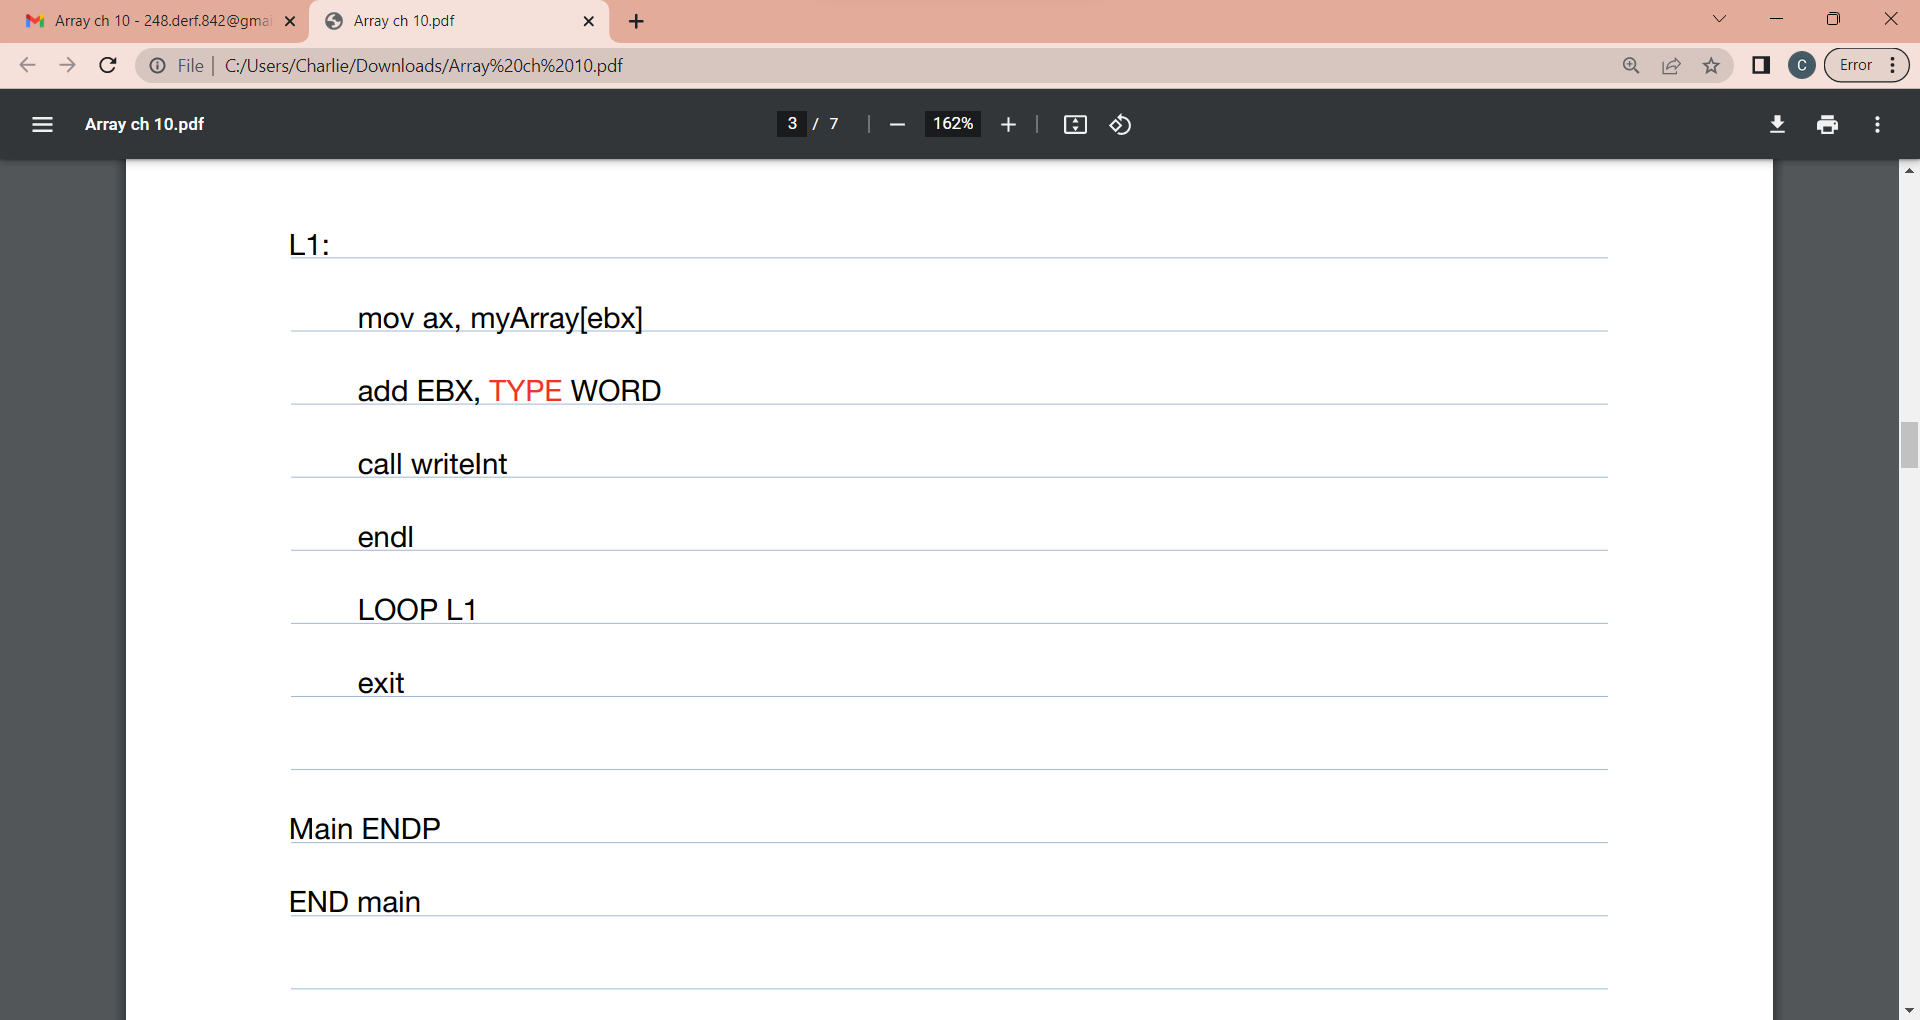 Array ch 10 - 248.derf.842@gmai
Array ch 10.pdf
File | C:/Users/Charlie/Downloads/Array%20ch%2010.pdf
C
Error
Array ch 10.pdf
3 / 7
162%
L1:
mov ax, myArray[ebx]
add EBX, TYPE WORD
call writeInt
endl
LOOP L1
exit
Main ENDP
END main